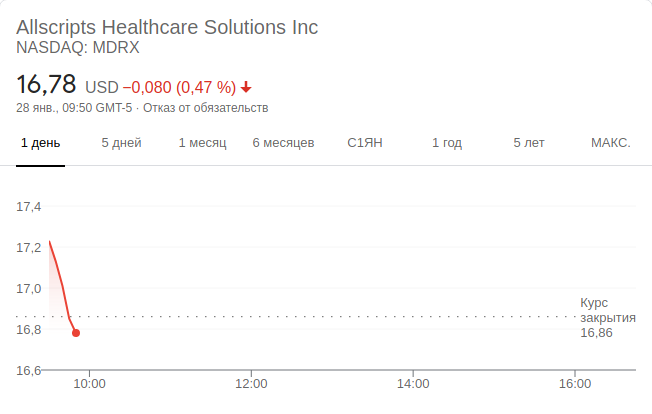 Allscripts Healthcare Solutions Inc
NASDAQ: MDRX
16,78 USD −0,080 (0,47 %)
28 янв., 09:50 GMT-5 · Отказ от обязательств
1 день 5 дней 1 месяц 6 месяцев С1ЯН 1 год 5 лет МАКС.
17,4
17,2
17,0
16,8
16,6
Курс
закрытия
16,86
10:00 12:00 14:00 16:00